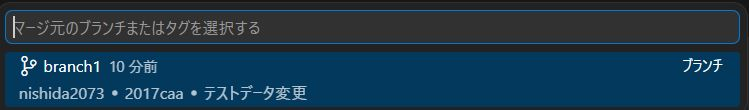 マージ元のブランチまたはタグを選択する
branch1 10 分前 ブランチ
nishida2073 • 2017caa • テストデータ変更